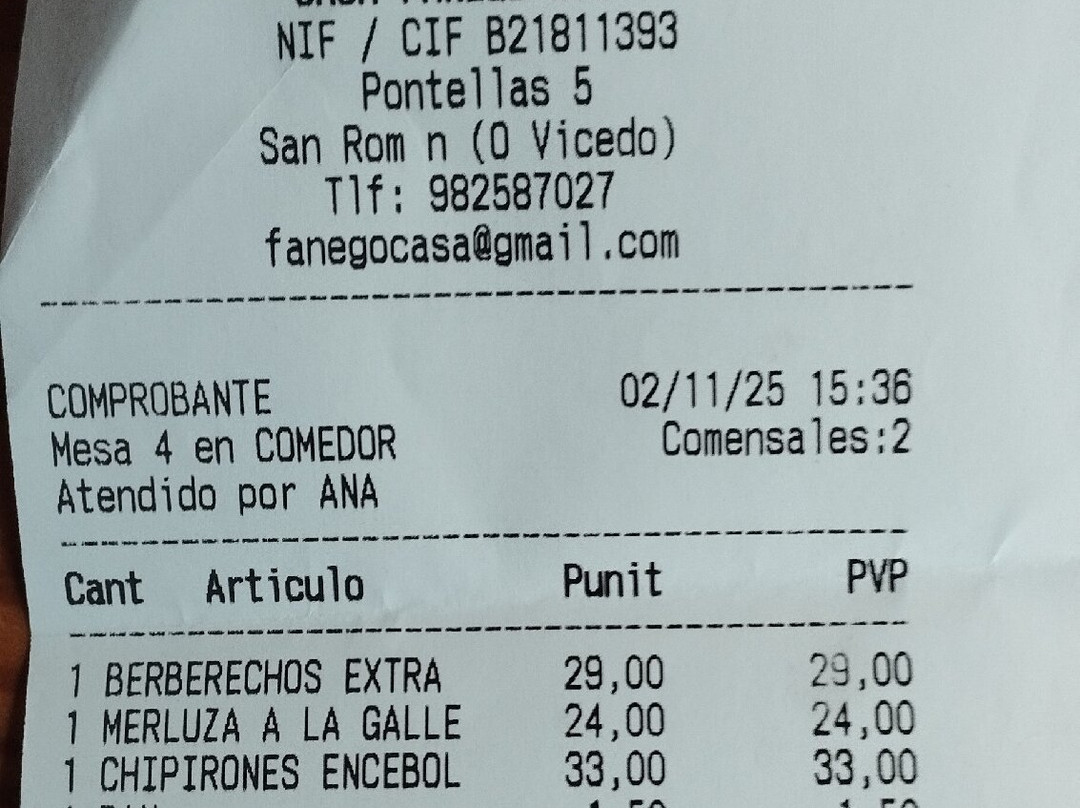 NIF / CIF B21811393
Pontellas 5
San Rom n (O Vicedo)
Tlf: 982587027
fanegocasa@gmail.com
COMPROBANTE 02/11/25 15:36
Mesa 4 en COMEDOR Comensales:2
Atendido por ANA
Cant Articulo Punit PVP
1 BERBERECHOS EXTRA 29,00 29,00
1 MERLUZA A LA GALLE 24,00 24,00
1 CHIPIRONES ENCEBOL 33,00 33,00